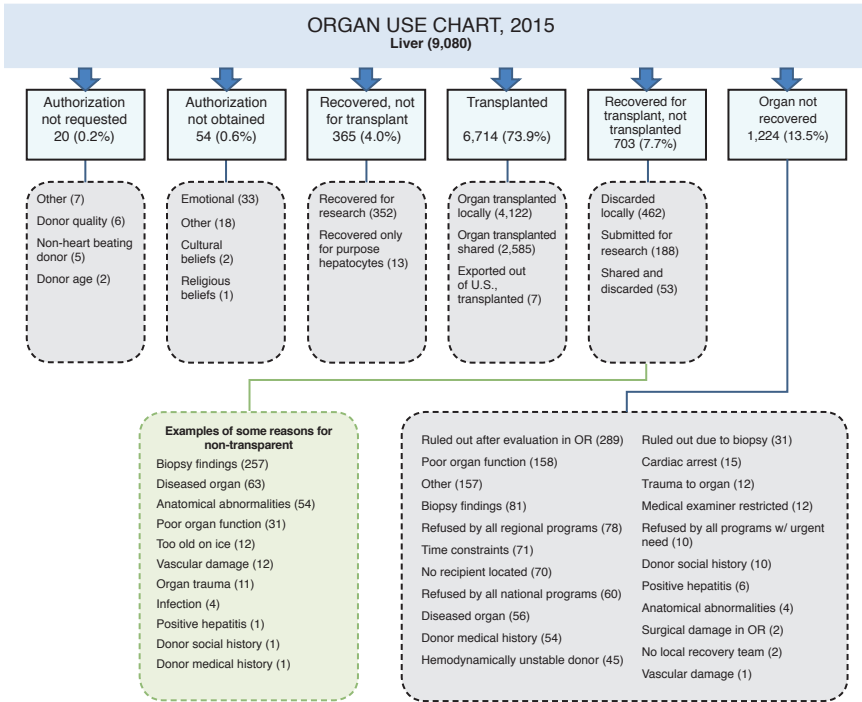 ORGAN USE CHART, 2015
Liver (9,080)
Authorization
not requested
20 (0.2%)
Authorization
not obtained
54 (0.6%)
Recovered, not
for transplant
365 (4.0%)
Transplanted
6,714 (73.9%)
Recovered for
transplant, not
transplanted
703 (7.7%)
Organ not
recovered
1,224 (13.5%)
Other (7)
Donor quality (6)
Non-heart beating
donor (5)
Donor age (2)
Emotional (33)
Other (18)
Cultural
beliefs (2)
Religious
beliefs (1)
Recovered for
research (352)
Recovered only
for purpose
hepatocytes (13)
Organ transplanted
locally (4,122)
Organ transplanted
shared (2,585)
Exported out
of U.S.,
transplanted (7)
Discarded
locally (462)
Submitted for
research (188)
Shared and
discarded (53)
Examples of some reasons for
non-transparent
Biopsy findings (257)
Diseased organ (63)
Anatomical abnormalities (54)
Poor organ function (31)
Too old on ice (12)
Vascular damage (12)
Organ trauma (11)
Infection (4)
Positive hepatitis (1)
Donor social history (1)
Donor medical history (1)
Ruled out after evaluation in OR (289)
Poor organ function (158)
Other (157)
Biopsy findings (81)
Refused by all regional programs (78)
Time constraints (71)
No recipient located (70)
Refused by all national programs (60)
Diseased organ (56)
Donor medical history (54)
Hemodynamically unstable donor (45)
Ruled out due to biopsy (31)
Cardiac arrest (15)
Trauma to organ (12)
Medical examiner restricted (12)
Refused by all programs w/ urgent
need (10)
Donor social history (10)
Positive hepatitis (6)
Anatomical abnormalities (4)
Surgical damage in OR (2)
No local recovery team (2)
Vascular damage (1)